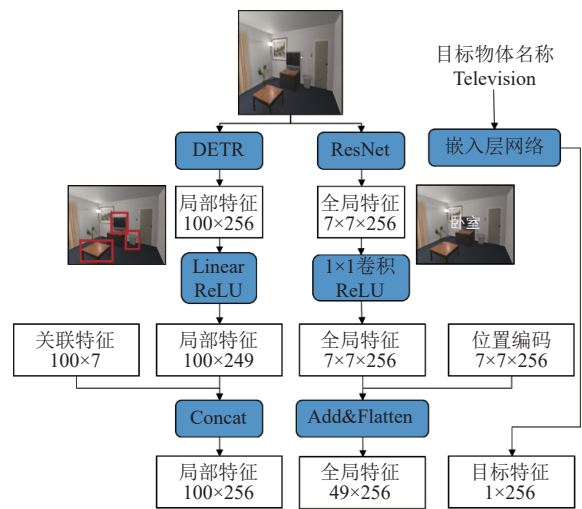 目标物体名称
Television
DETR
ResNet
嵌入层网络
局部特征
100×256
全局特征
7×7×256
卧室
Linear
ReLU
1×1卷积
ReLU
关联特征
100×7
局部特征
100×249
全局特征
7×7×256
位置编码
7×7×256
Concat
Add&Flatten
局部特征
100×256
全局特征
49×256
目标特征
1×256